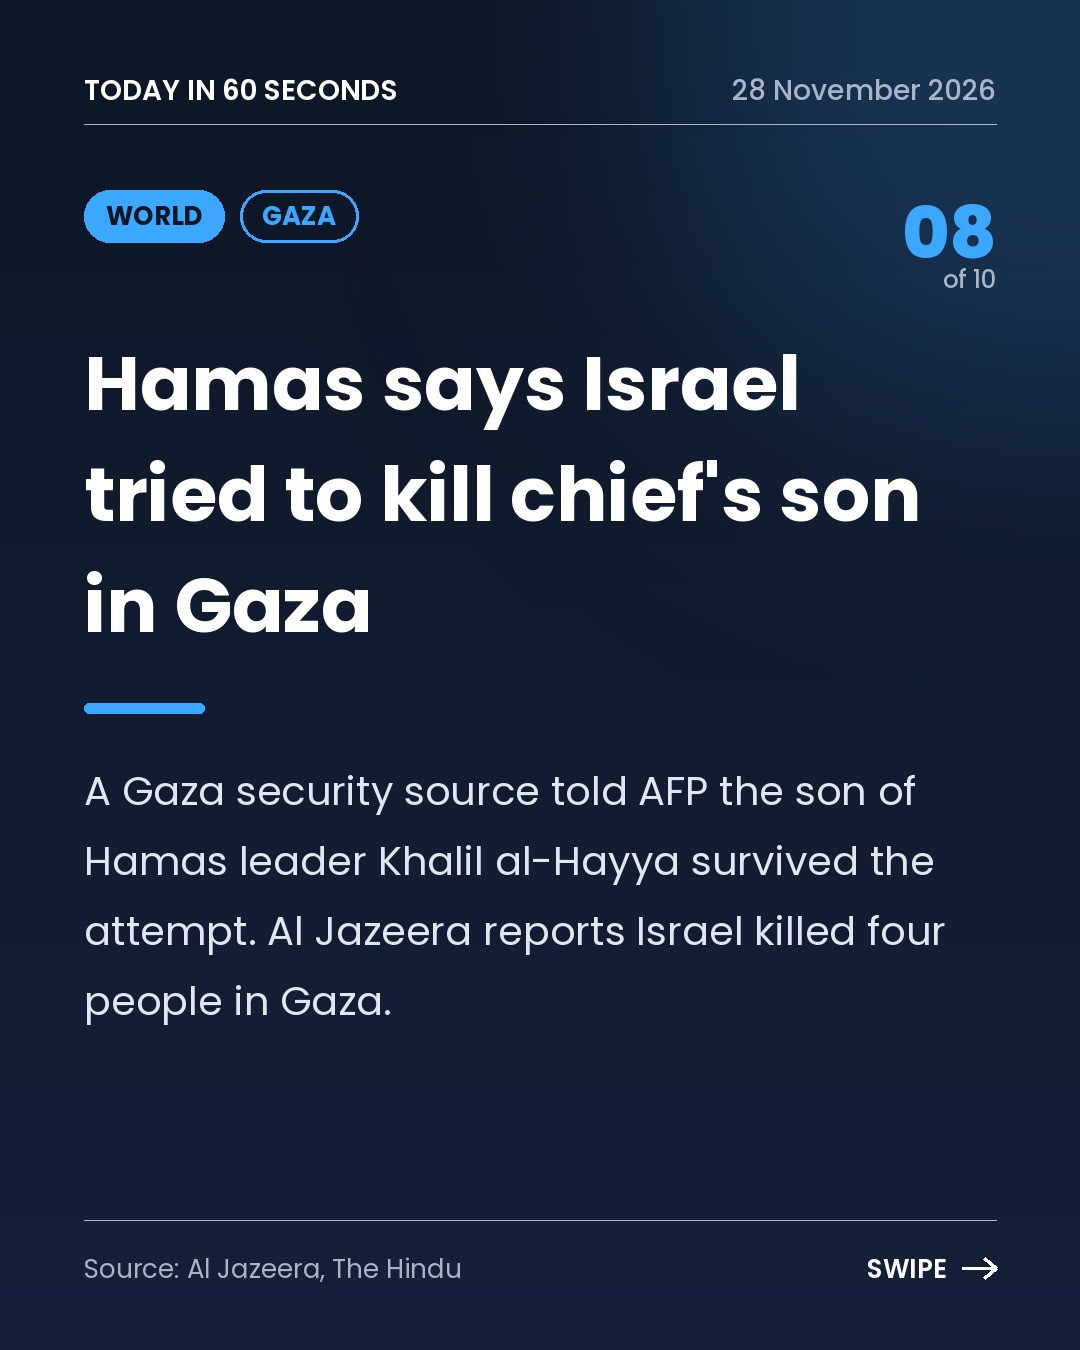 TODAY IN 60 SECONDS
28 November 2026
WORLD
GAZA
08
of 10
Hamas says Israel
tried to kill chief's son
in Gaza
A Gaza security source told AFP the son of
Hamas leader Khalil al-Hayya survived the
attempt. Al Jazeera reports Israel killed four
people in Gaza.
Source: Al Jazeera, The Hindu
SWIPE →